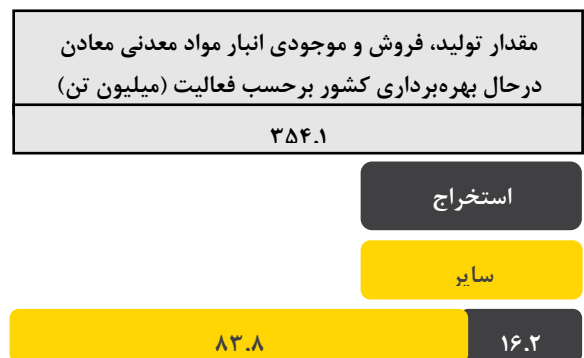 مقدار تولید، فروش و موجودی انبار مواد معدنی معادن
درحال بهره‌برداری کشور برحسب فعالیت (میلیون تن)
۳۵۴.۱
استخراج
سایر
۱۶.۲
۸۳.۸